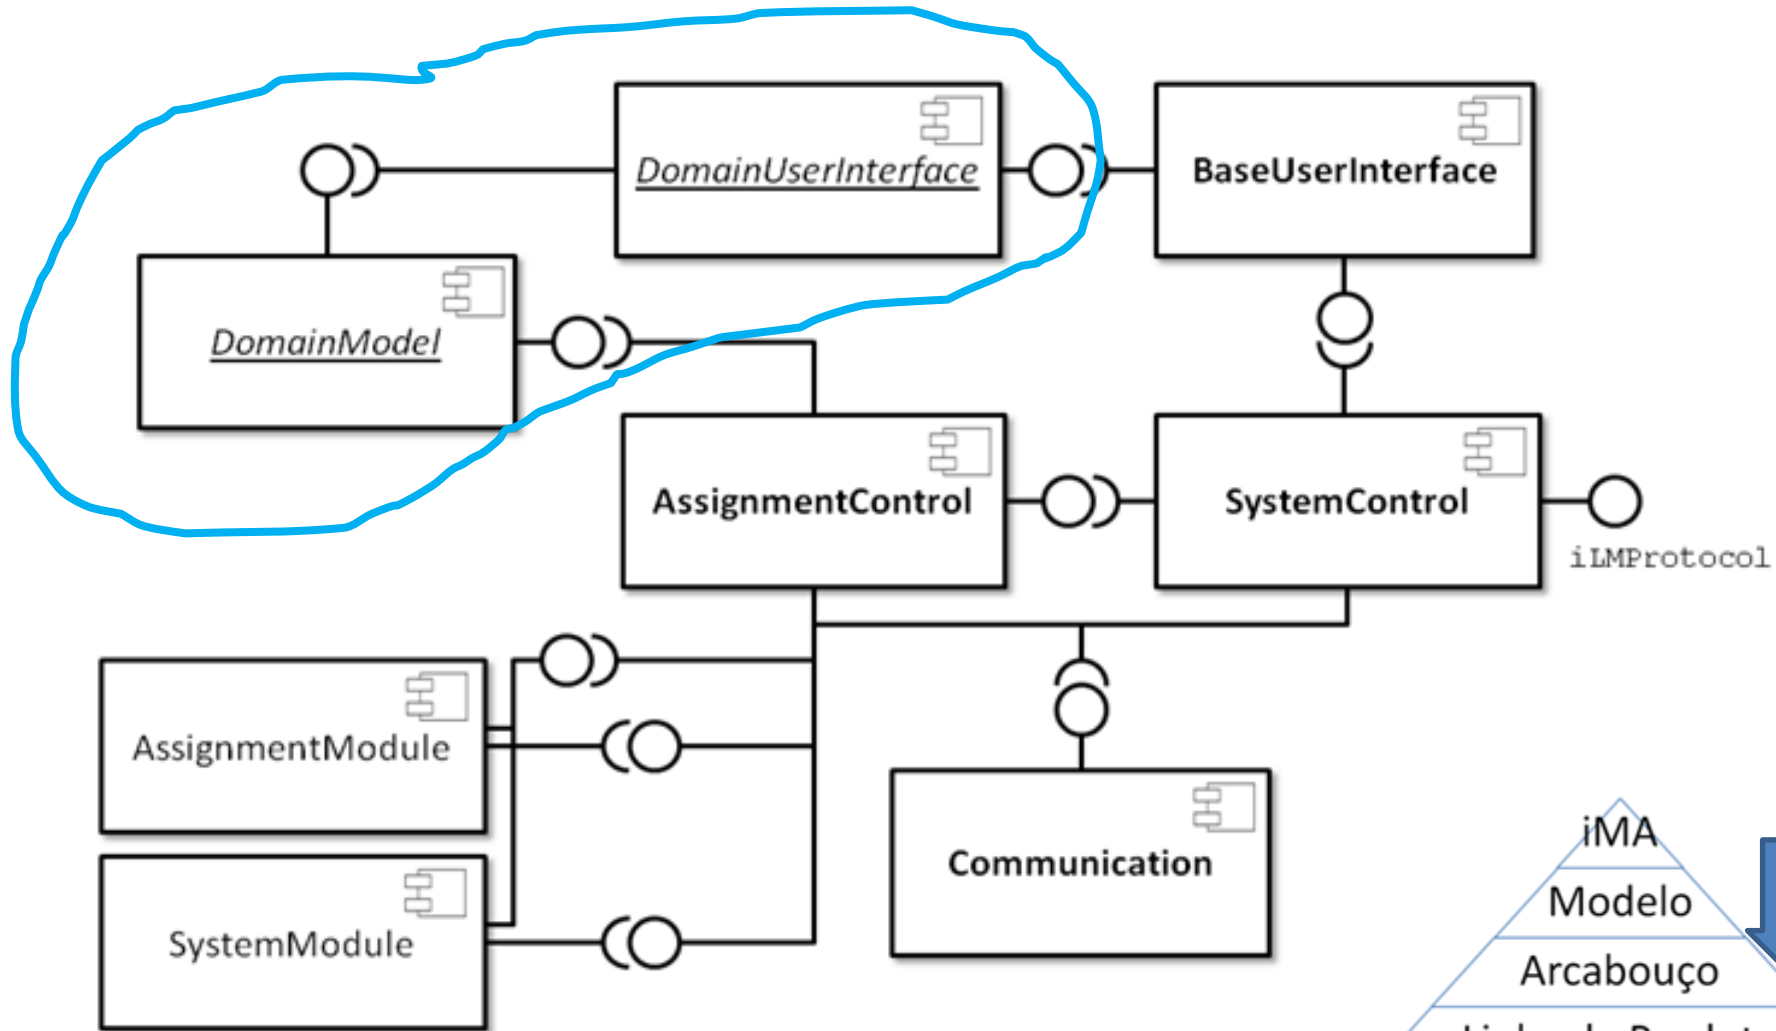 DomainUserInterface
BaseUserInterface
DomainModel
AssignmentControl
SystemControl
iLMProtocol
AssignmentModule
SystemModule
Communication
iMA
Modelo
Arcabouço